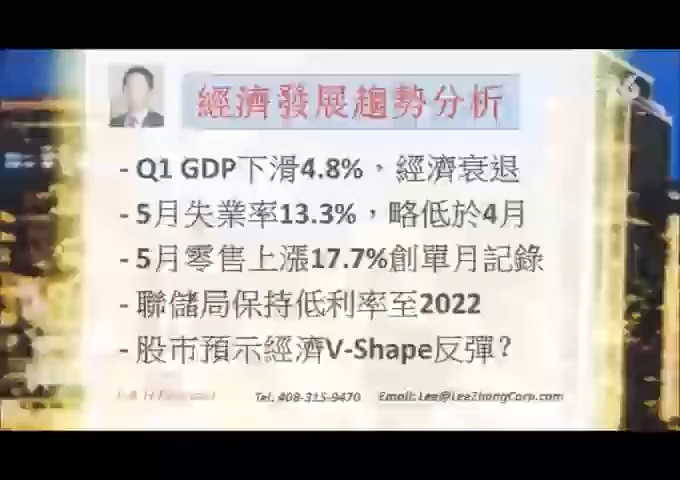 經濟發展趨勢分析
- Q1 GDP下滑4.8%、經濟衰退
- 5月失業率13.3%，略低於4月
- 5月零售上漲17.7%創單月記錄
- 聯儲局保持低利率至2022
- 股市預示經濟V-Shape反彈？
Tel. 408-315-9470 Email: Lee@LeeZhongCorp.com